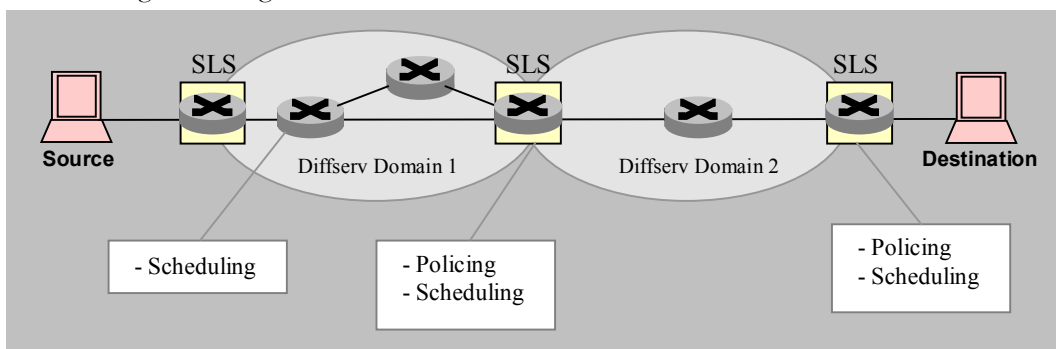 SLS
SLS
SLS
Source
Diffserv Domain 1
Diffserv Domain 2
Destination
- Scheduling
- Policing
- Scheduling
- Policing
- Scheduling